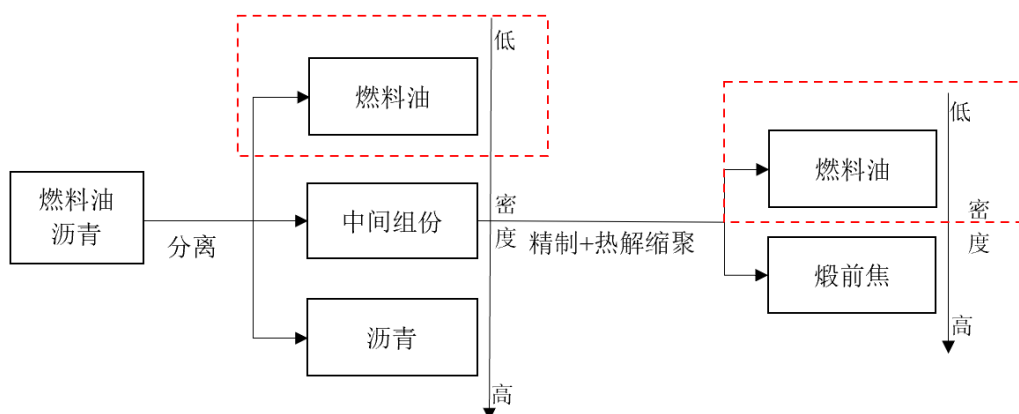 燃料油
沥青
分离
低
燃料油
中间组份
沥青
密
度
高
精制+热解缩聚
低
燃料油
煅前焦
密
度
高